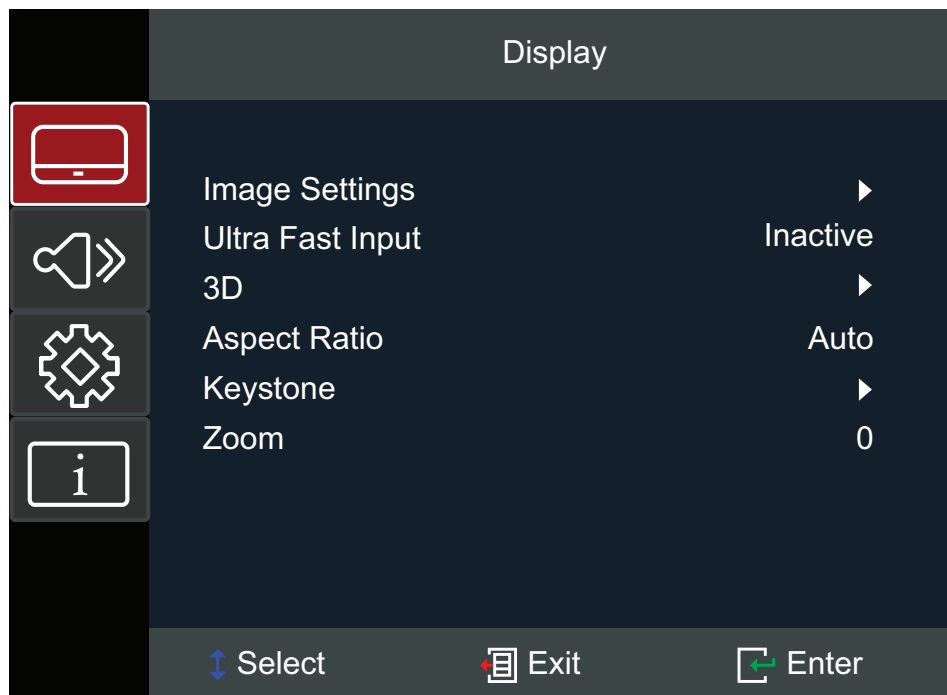 Display
Image Settings
Ultra Fast Input Inactive
3D
Aspect Ratio Auto
Keystone
Zoom 0
i
Select Exit Enter